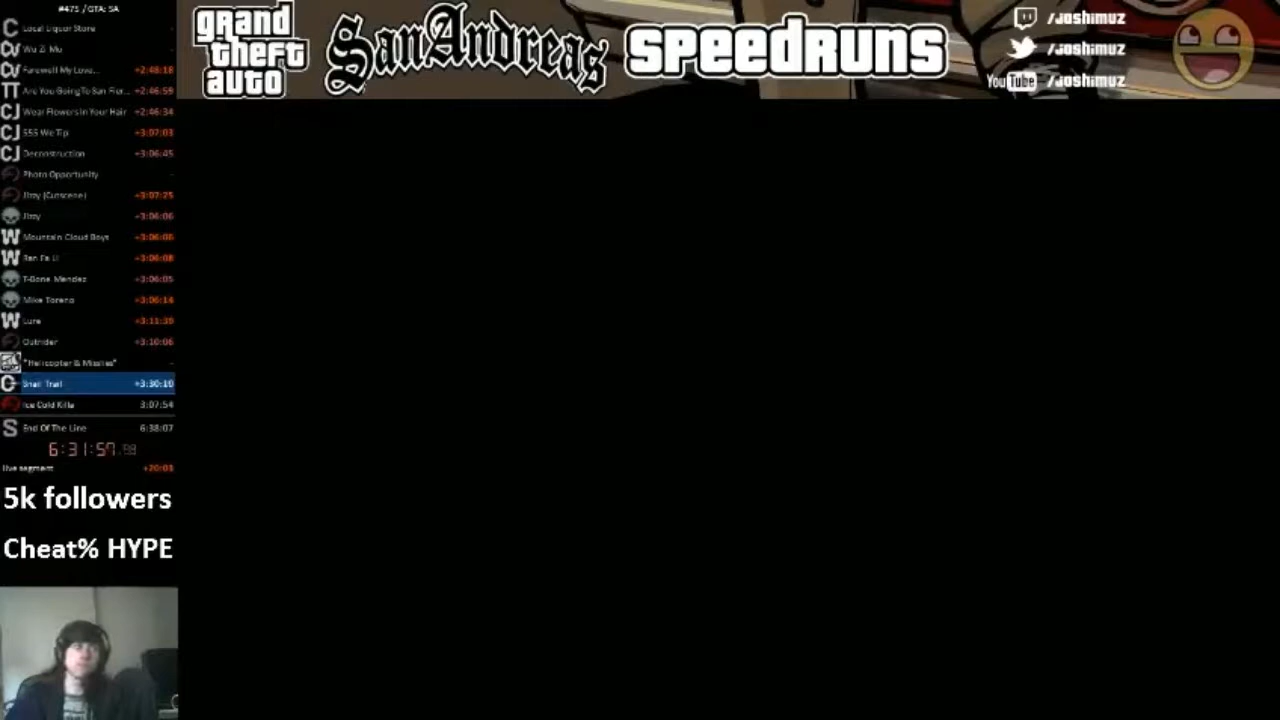 #475 / GTA: SA
Local Liquor Store -
Wu Zi Mu -
Farewell My Love... +2:48:18
Are You Going To San Fier... +2:46:59
Wear Flowers In Your Hair +2:46:34
555 We Tip +3:07:03
Deconstruction +3:06:45
Photo Opportunity -
Jizzy (Cutscene) +3:07:25
Jizzy +3:06:06
Mountain Cloud Boys +3:06:06
Ran Fa Li +3:06:08
T-Bone Mendez +3:06:05
Mike Toreno +3:06:14
Lure +3:11:39
Outrider +3:10:06
"Helicopter & Missiles" -
Snail Trail +3:30:19
Ice Cold Killa 3:07:54
End Of The Line 6:38:07
6:31:57.98
live segment +20:03
5k followers
Cheat% HYPE
grand theft auto
San Andreas
SPEEDRUNS
/Joshimuz
/Joshimuz
You Tube /Joshimuz